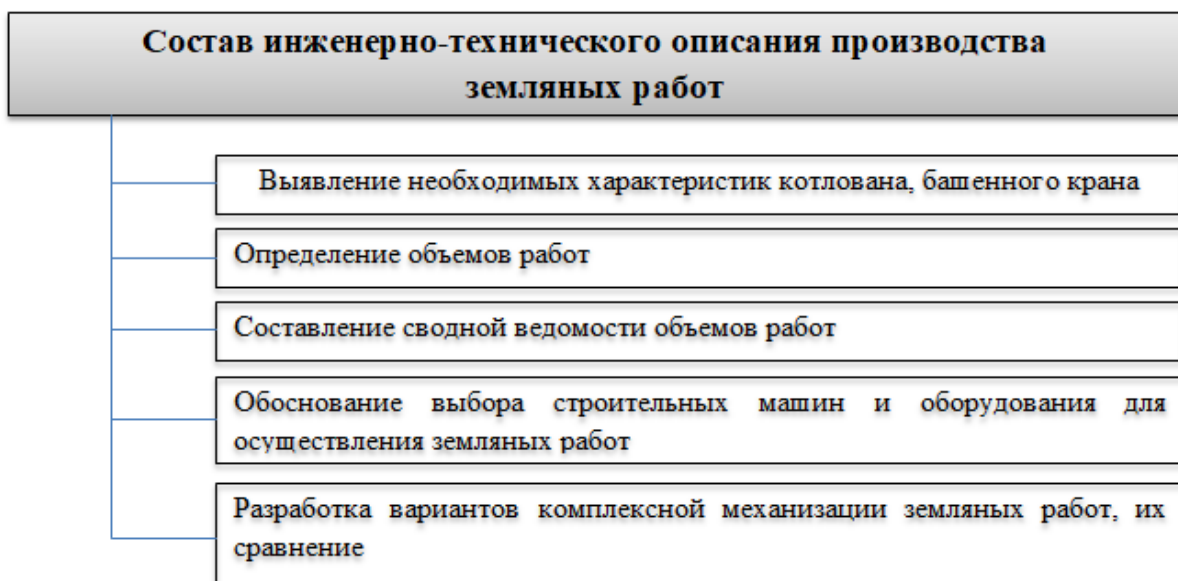 Состав инженерно-технического описания производства
земляных работ
Выявление необходимых характеристик котлована, башенного крана
Определение объемов работ
Составление сводной ведомости объемов работ
Обоснование выбора строительных машин и оборудования для
осуществления земляных работ
Разработка вариантов комплексной механизации земляных работ, их
сравнение